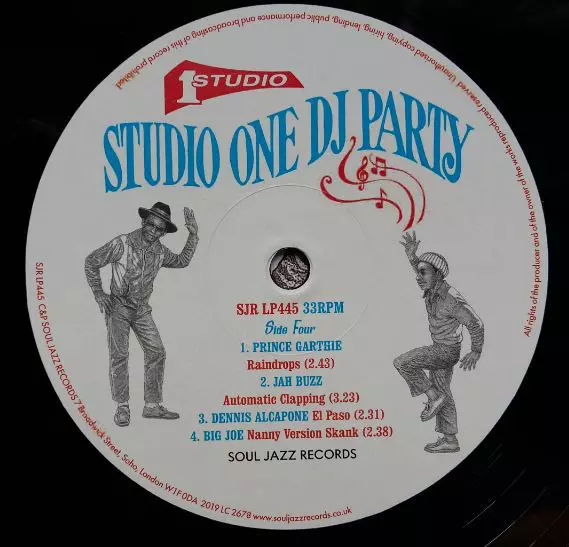 All rights of the producer and of the owner of the works reproduced reserved. Unauthorised copying, hiring, lending, public performance and broadcasting of this record prohibited
1 STUDIO
STUDIO ONE DJ PARTY
SJR LP445 33RPM
Side Four
1. PRINCE GARTHIE
Raindrops (2.43)
2. JAH BUZZ
Automatic Clapping (3.23)
3. DENNIS ALCAPONE El Paso (2.31)
4. BIG JOE Nanny Version Skank (2.38)
SOUL JAZZ RECORDS
SJR LP445 C&P SOUL JAZZ RECORDS 7 Broadwick Street, Soho, London W1F 0DA 2019 LC 2678 www.souljazzrecords.co.uk